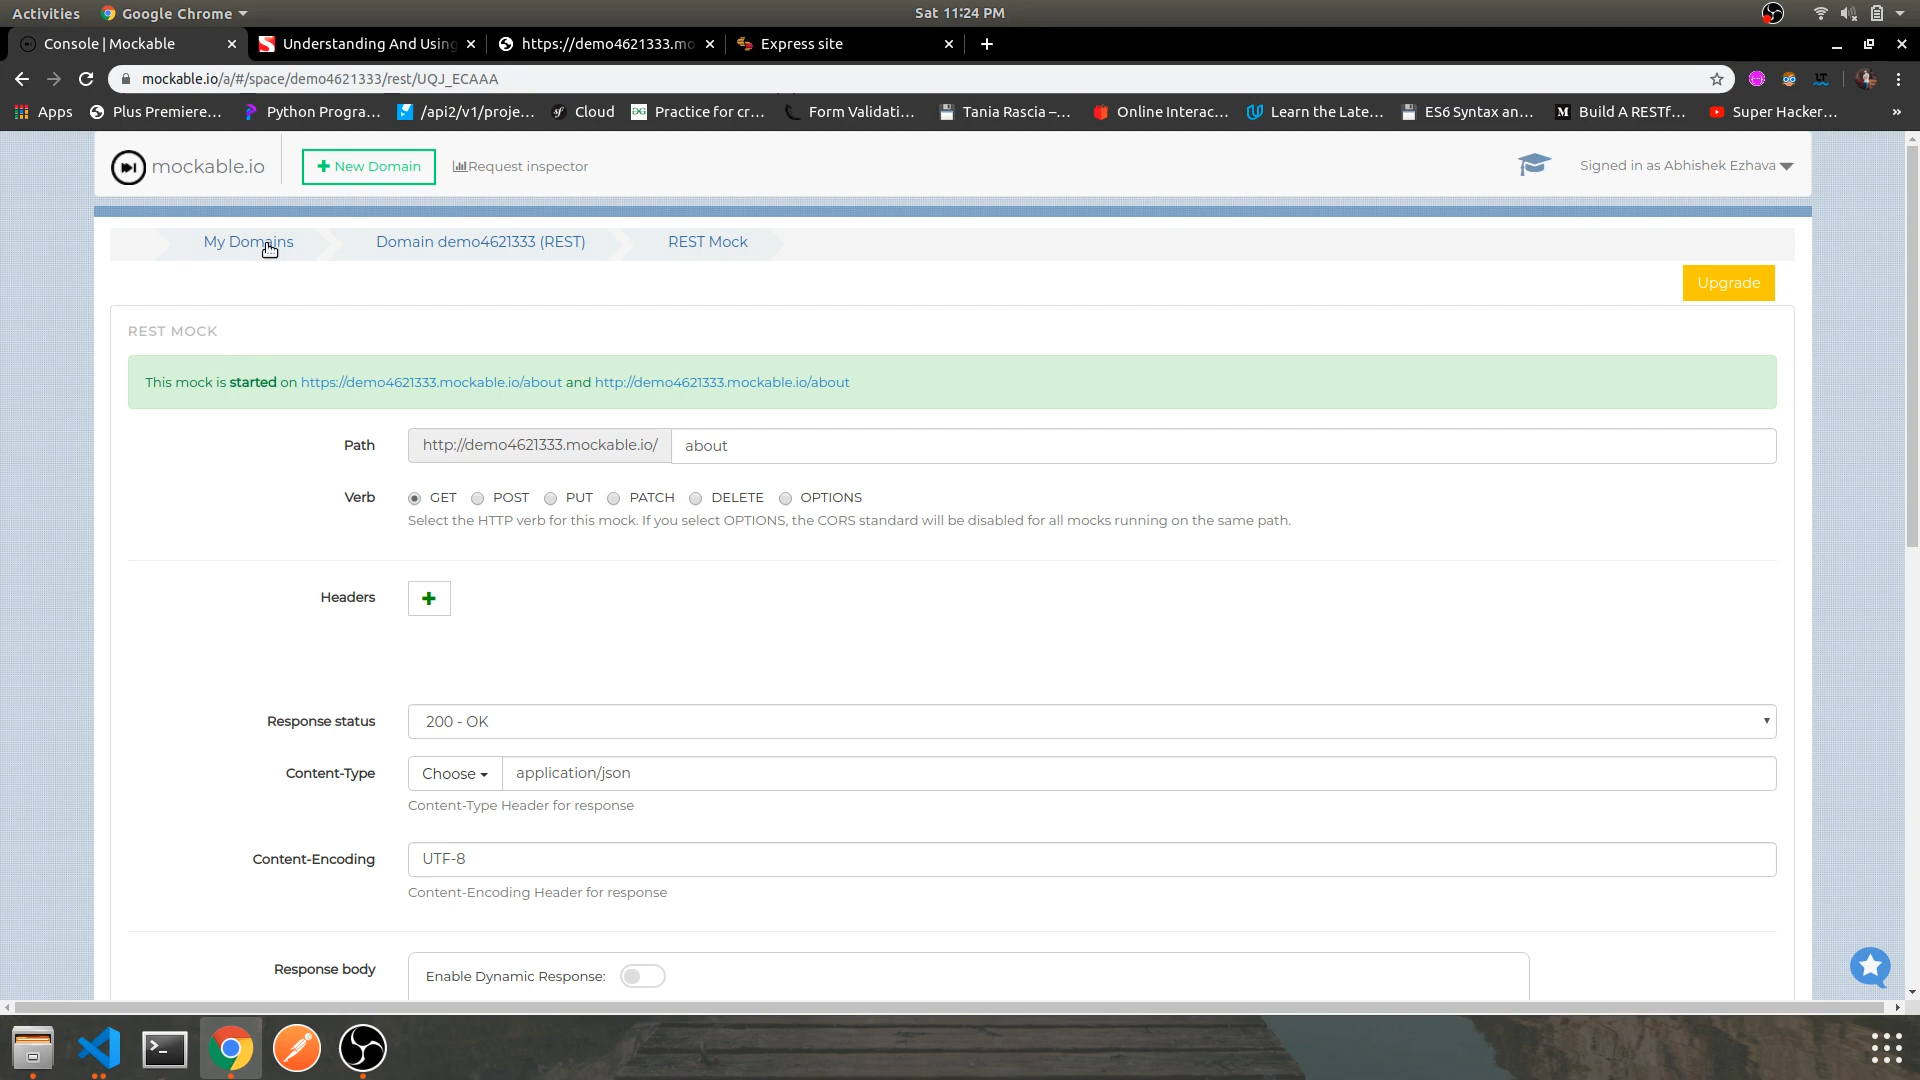 Activities Google Chrome Sat 11:24 PM
Console | Mockable Understanding And Using https://demo4621333.mo Express site
mockable.io/a/#/space/demo4621333/rest/UQJ_ECAAA
Apps Plus Premiere... Python Progra... /api2/v1/proje... Cloud Practice for cr... Form Validati... Tania Rascia –... Online Interac... Learn the Late... ES6 Syntax an... Build A RESTf... Super Hacker... »
mockable.io New Domain Request inspector Signed in as Abhishek Ezhava
My Domains Domain demo4621333 (REST) REST Mock
Upgrade
REST MOCK
This mock is started on https://demo4621333.mockable.io/about and http://demo4621333.mockable.io/about
Path http://demo4621333.mockable.io/ about
Verb GET POST PUT PATCH DELETE OPTIONS
Select the HTTP verb for this mock. If you select OPTIONS, the CORS standard will be disabled for all mocks running on the same path.
Headers
Response status 200 - OK
Content-Type Choose application/json
Content-Type Header for response
Content-Encoding UTF-8
Content-Encoding Header for response
Response body Enable Dynamic Response: